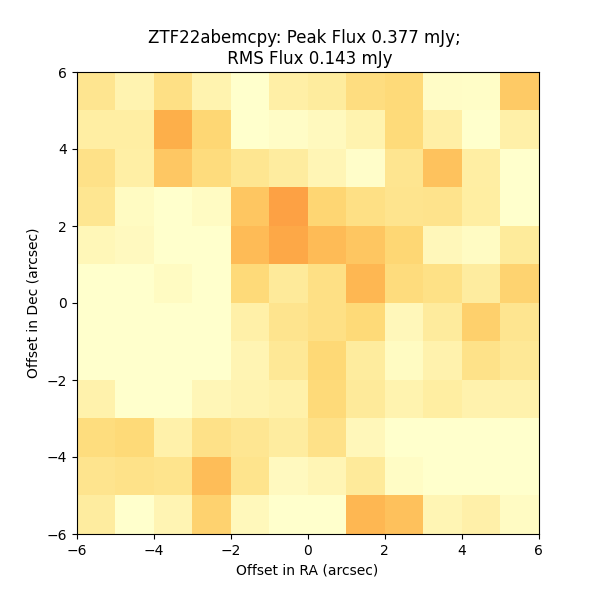 ZTF22abemcpy: Peak Flux 0.377 mJy;
RMS Flux 0.143 mJy
6
4
2
0
−2
−4
−6
Offset in Dec (arcsec)
−6 −4 −2 0 2 4 6
Offset in RA (arcsec)